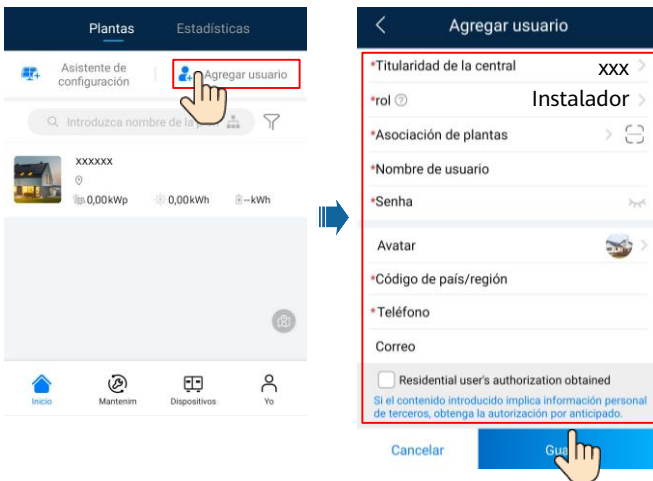 Plantas
Estadísticas
Asistente de
configuración
Agregar usuario
Introduzca nombre de la
xxxxxx
0,00kWp
0,00kWh
--kWh
Inicio
Mantenim
Dispositivos
Yo
Agregar usuario
*Titularidad de la central
xxx
*rol
Instalador
*Asociación de plantas
*Nombre de usuario
*Senha
Avatar
*Código de país/región
*Teléfono
Correo
Residential user's authorization obtained
Si el contenido introducido implica información personal
de terceros, obtenga la autorización por anticipado.
Cancelar